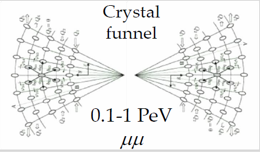 Crystal
funnel
0.1-1 PeV
μμ